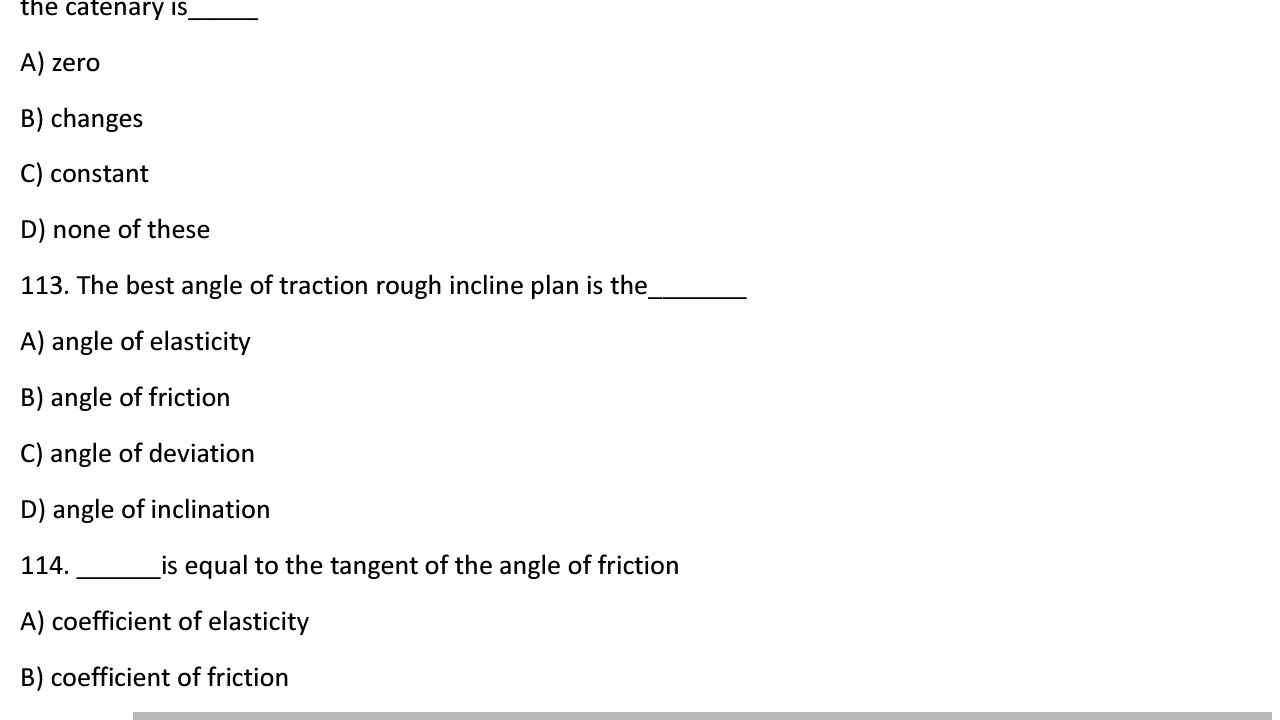 the catenary is_____
A) zero
B) changes
C) constant
D) none of these
113. The best angle of traction rough incline plan is the_______
A) angle of elasticity
B) angle of friction
C) angle of deviation
D) angle of inclination
114. ______is equal to the tangent of the angle of friction
A) coefficient of elasticity
B) coefficient of friction